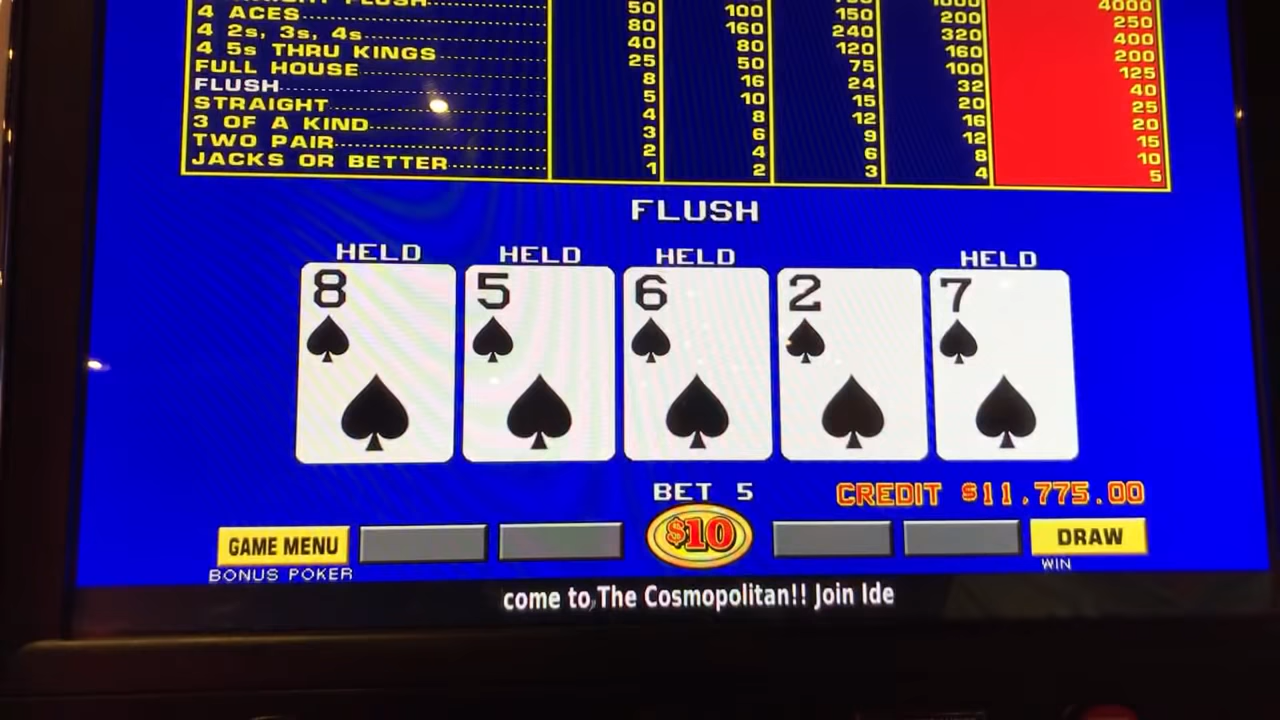 4 ACES 50 100 150 200 4000
4 2s, 3s, 4s 80 160 240 320 250
4 5s THRU KINGS 40 80 120 160 400
FULL HOUSE 25 50 75 100 200
FLUSH 8 16 24 32 125
STRAIGHT 5 10 15 20 40
3 OF A KIND 4 8 12 16 25
TWO PAIR 3 6 9 12 20
JACKS OR BETTER 2 4 6 8 15
1 2 3 4 10
5
FLUSH
HELD HELD HELD HELD
8 5 6 2 7
BET 5 CREDIT $11,775.00
GAME MENU $10 DRAW
BONUS POKER WIN
come to The Cosmopolitan!! Join Ide